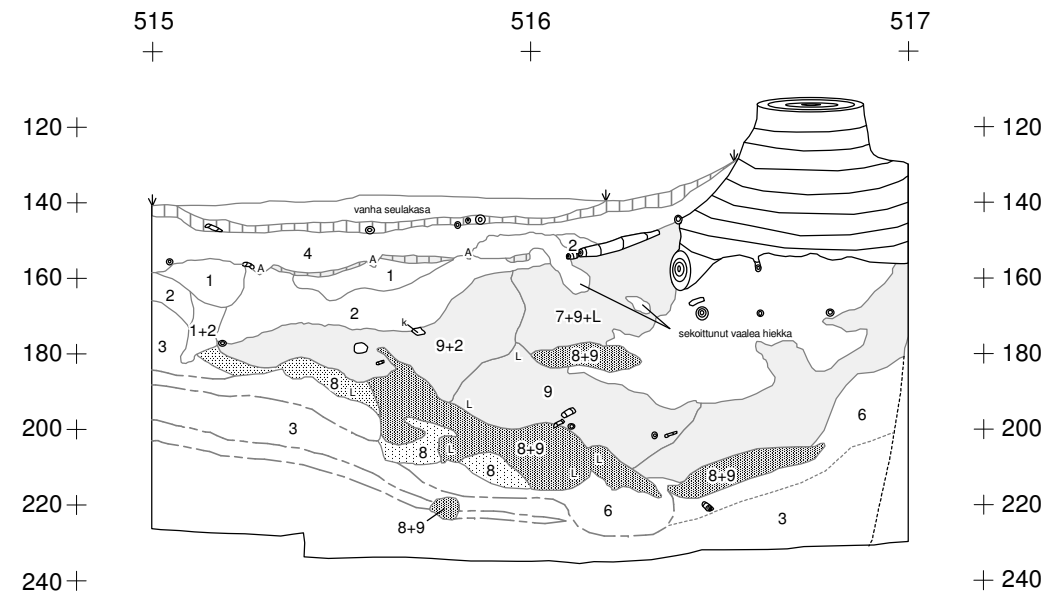 515 516 517
120 120
140 140
vanha seulakasa
4 2
A A A
160 160
1 1
2
2 7+9+L
1+2 k sekoittunut vaalea hiekka
3 9+2
180 L 8+9 180
8
L 9
L 6
200 3 200
8 L 8+9 L
8 L 8+9
220 6 3 220
8+9
240 240